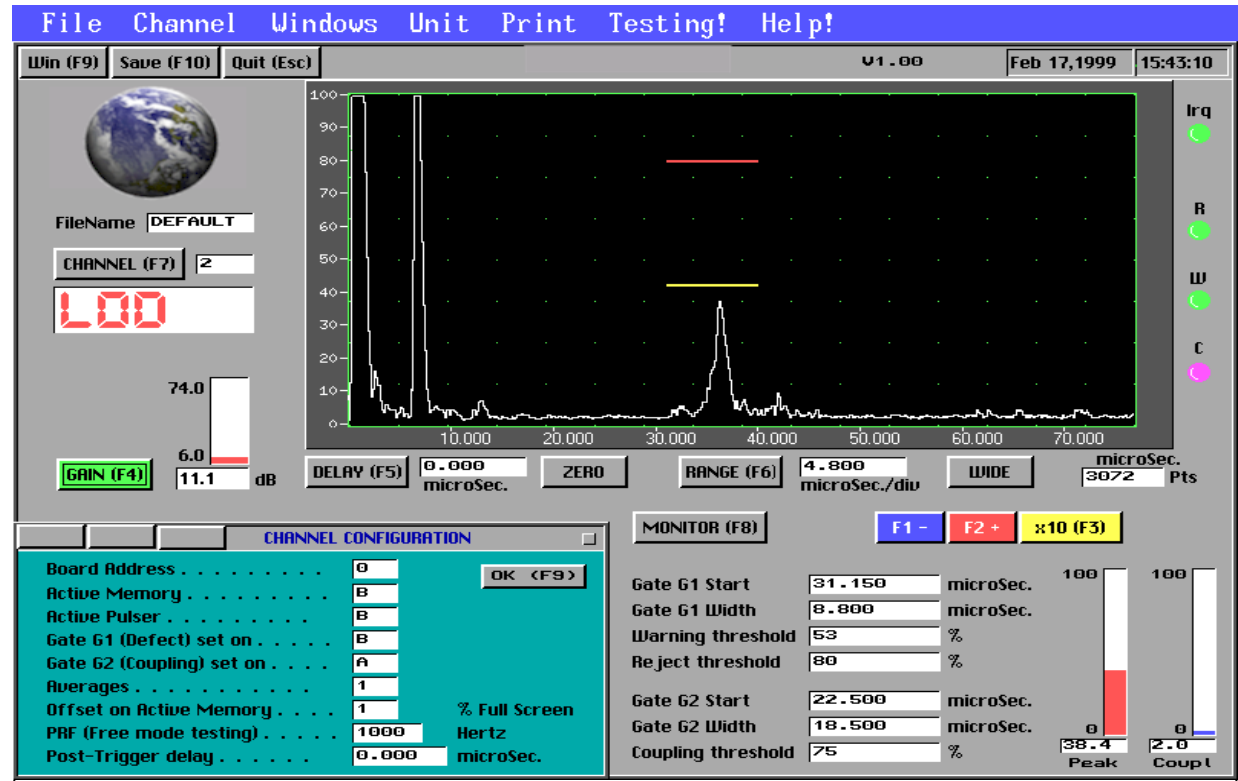 File Channel Windows Unit Print Testing! Help!
Win (F9) Save (F10) Quit (Esc) V1.00 Feb 17,1999 15:43:10
FileName DEFAULT
CHANNEL (F7) 2
LOD
74.0
6.0
GAIN (F4) 11.1 dB
100
90
80
70
60
50
40
30
20
10
0
10.000 20.000 30.000 40.000 50.000 60.000 70.000
microSec.
Irq
R
W
C
DELAY (F5) 0.000 ZERO RANGE (F6) 4.800 WIDE 3072 Pts
microSec. microSec./div
MONITOR (F8) F1 - F2 + x10 (F3)
CHANNEL CONFIGURATION
OK (F9)
Board Address . . . . . . . . . 0
Active Memory . . . . . . . . . B
Active Pulser . . . . . . . . . B
Gate G1 (Defect) set on . . . . . B
Gate G2 (Coupling) set on . . . . A
Averages . . . . . . . . . . . 1
Offset on Active Memory . . . . 1 % Full Screen
PRF (Free mode testing) . . . . . 1000 Hertz
Post-Trigger delay . . . . . . 0.000 microSec.
Gate G1 Start 31.150 microSec.
Gate G1 Width 8.800 microSec.
Warning threshold 53 %
Reject threshold 80 %
Gate G2 Start 22.500 microSec.
Gate G2 Width 18.500 microSec.
Coupling threshold 75 %
100 100
0 0
38.4 2.0
Peak Coupl